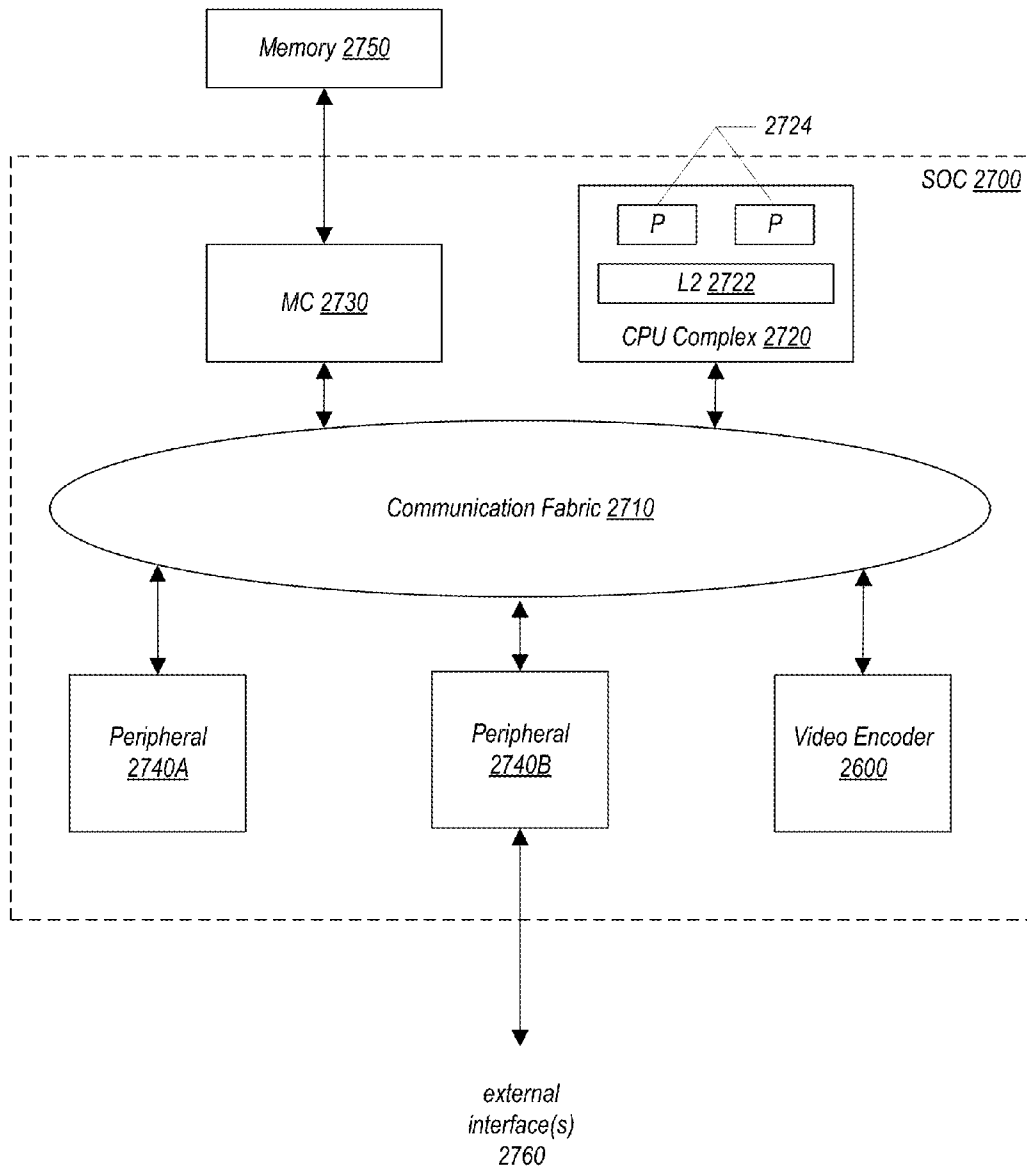 Memory 2750
2724
SOC 2700
P
P
L2 2722
MC 2730
CPU Complex 2720
Communication Fabric 2710
Peripheral
2740A
Peripheral
2740B
Video Encoder
2600
external
interface(s)
2760